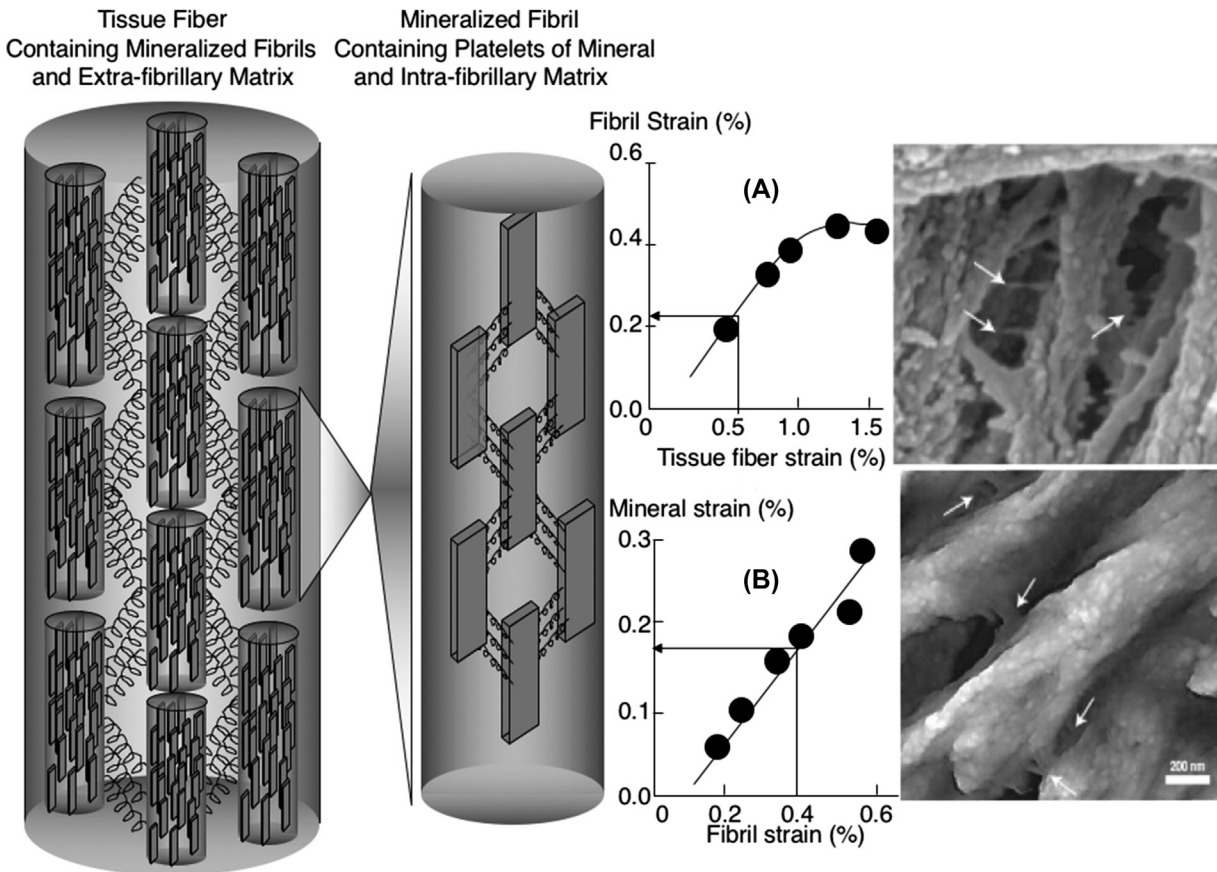 Tissue Fiber
Containing Mineralized Fibrils
and Extra-fibrillary Matrix
Mineralized Fibril
Containing Platelets of Mineral
and Intra-fibrillary Matrix
Fibril Strain (%)
0.6
(A)
0.4
0.2
0.0
0 0.5 1.0 1.5
Tissue fiber strain (%)
Mineral strain (%)
0.3
(B)
0.2
0.1
0.0
0 0.2 0.4 0.6
Fibril strain (%)
200 nm